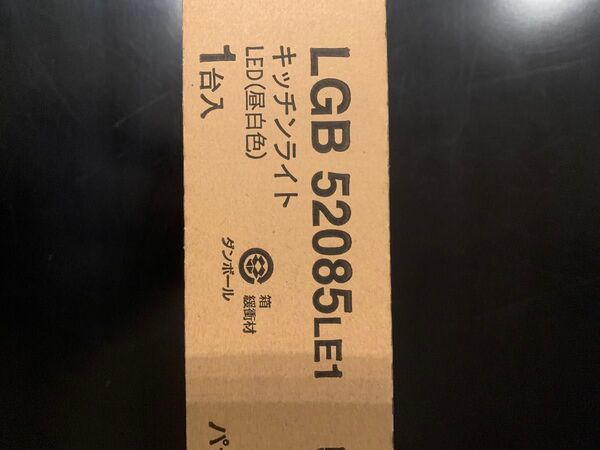 LGB 52085LE1
キッチンライト
LED(昼白色)
1台入
ダンボール
箱
緩衝材
パ